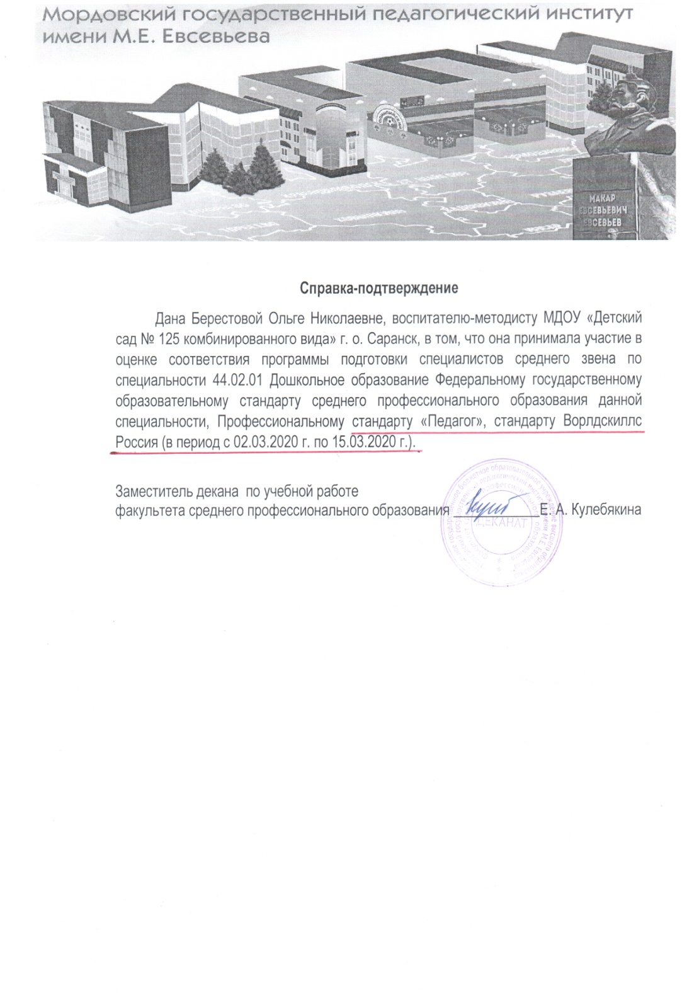 Мордовский государственный педагогический институт
имени М.Е. Евсевьева
МАКАР
ЕВСЕВЬЕВИЧ
ЕВСЕВЬЕВ
Справка-подтверждение
Дана Берестовой Ольге Николаевне, воспитателю-методисту МДОУ «Детский
сад № 125 комбинированного вида» г. о. Саранск, в том, что она принимала участие в
оценке соответствия программы подготовки специалистов среднего звена по
специальности 44.02.01 Дошкольное образование Федеральному государственному
образовательному стандарту среднего профессионального образования данной
специальности, Профессиональному стандарту «Педагог», стандарту Ворлдскиллс
Россия (в период с 02.03.2020 г. по 15.03.2020 г.).
Заместитель декана по учебной работе
факультета среднего профессионального образования Е. А. Кулебякина
ДЕКАНАТ